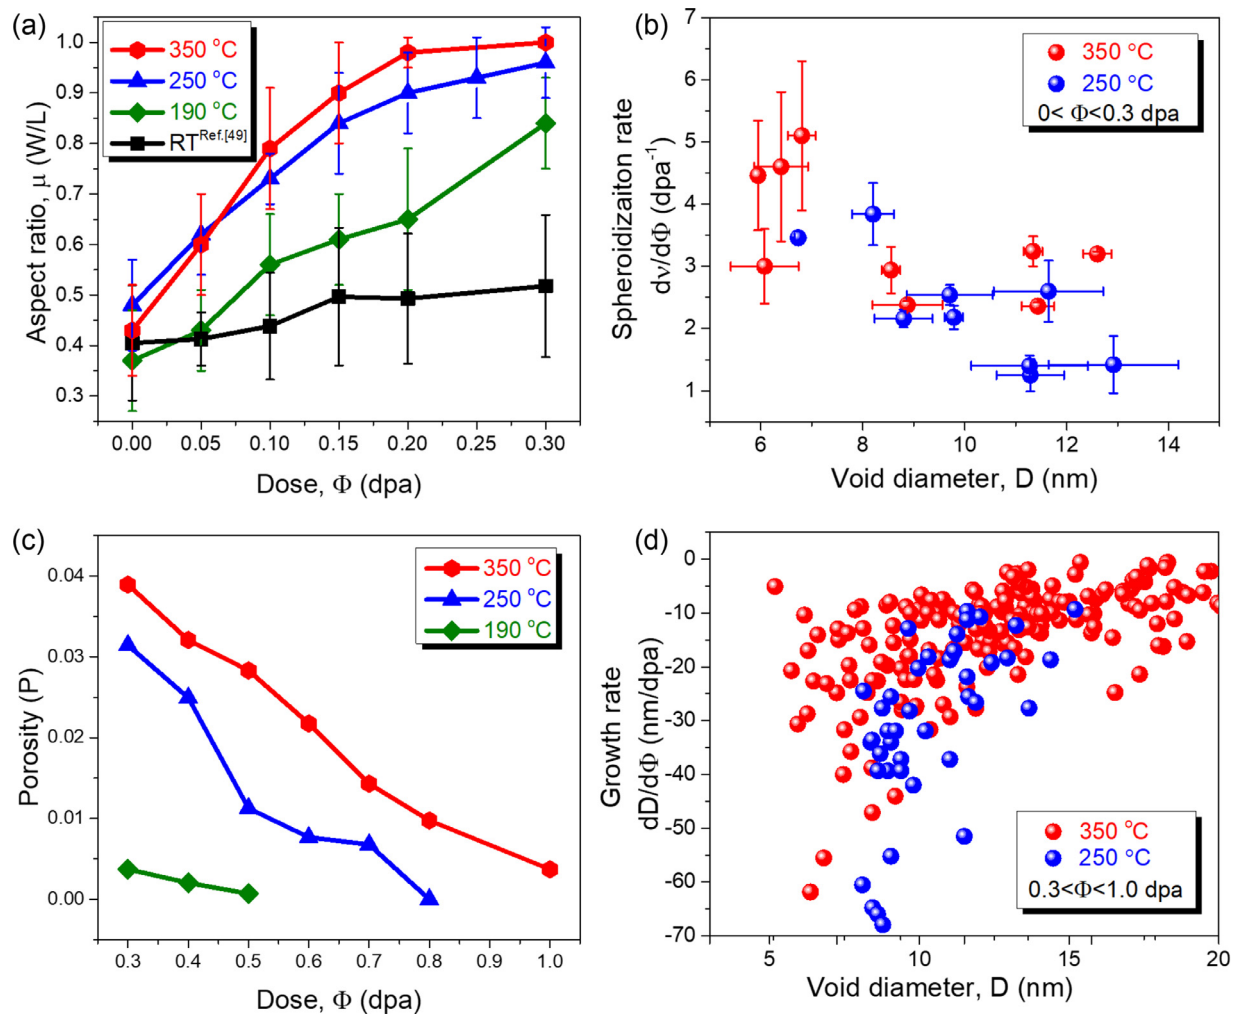 (a)
Aspect ratio, μ (W/L)
1.0
0.9
0.8
0.7
0.6
0.5
0.4
0.3
350 °C
250 °C
190 °C
RT Ref.[49]
0.00 0.05 0.10 0.15 0.20 0.25 0.30
Dose, Φ (dpa)
(b)
Spheroidizaiton rate
dν/dΦ (dpa⁻¹)
7
6
5
4
3
2
1
350 °C
250 °C
0< Φ<0.3 dpa
6 8 10 12 14
Void diameter, D (nm)
(c)
Porosity (P)
0.04
0.03
0.02
0.01
0.00
350 °C
250 °C
190 °C
0.3 0.4 0.5 0.6 0.7 0.8 0.9 1.0
Dose, Φ (dpa)
(d)
Growth rate
dD/dΦ (nm/dpa)
0
-10
-20
-30
-40
-50
-60
-70
350 °C
250 °C
0.3<Φ<1.0 dpa
5 10 15 20
Void diameter, D (nm)